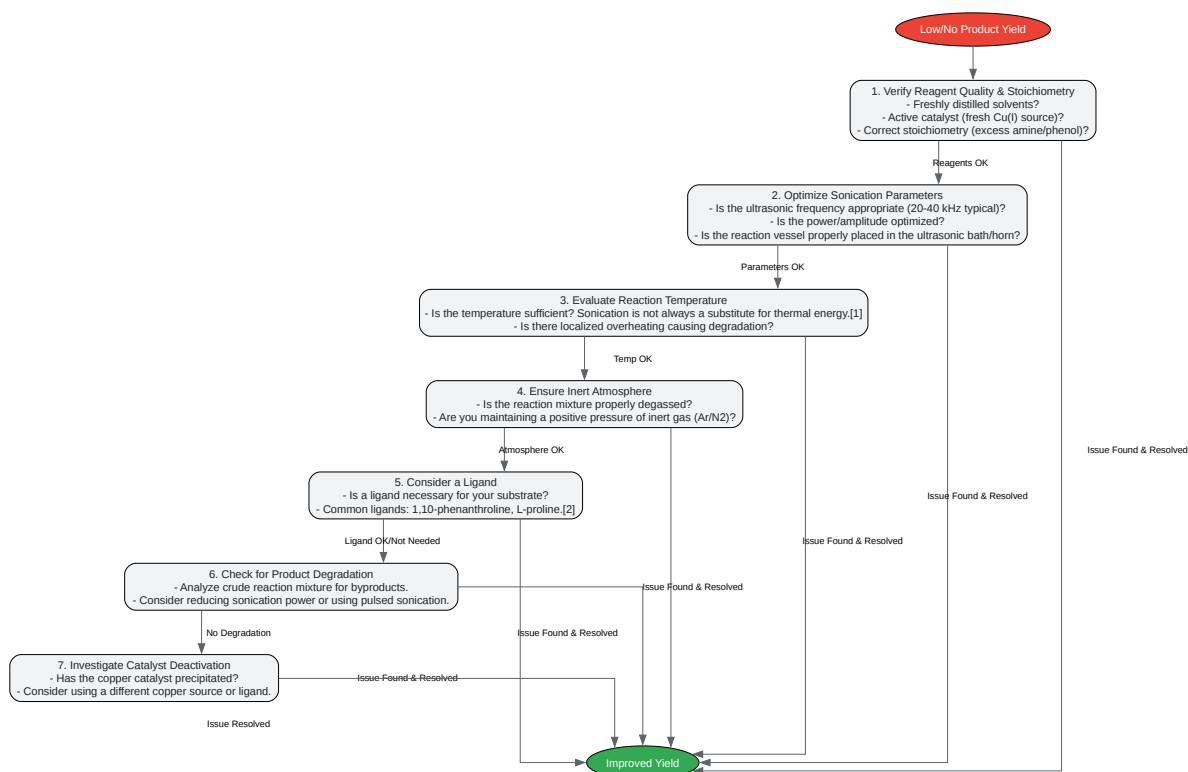 Low/No Product Yield
1. Verify Reagent Quality & Stoichiometry
- Freshly distilled solvents?
- Active catalyst (fresh Cu(I) source)?
- Correct stoichiometry (excess amine/phenol)?
Reagents OK
2. Optimize Sonication Parameters
- Is the ultrasonic frequency appropriate (20-40 kHz typical)?
- Is the power/amplitude optimized?
- Is the reaction vessel properly placed in the ultrasonic bath/horn?
Parameters OK
3. Evaluate Reaction Temperature
- Is the temperature sufficient? Sonication is not always a substitute for thermal energy.[1]
- Is there localized overheating causing degradation?
Temp OK
4. Ensure Inert Atmosphere
- Is the reaction mixture properly degassed?
- Are you maintaining a positive pressure of inert gas (Ar/N2)?
Atmosphere OK
Issue Found & Resolved
5. Consider a Ligand
- Is a ligand necessary for your substrate?
- Common ligands: 1,10-phenanthroline, L-proline.[2]
Issue Found & Resolved
Ligand OK/Not Needed
Issue Found & Resolved
6. Check for Product Degradation
- Analyze crude reaction mixture for byproducts.
- Consider reducing sonication power or using pulsed sonication.
Issue Found & Resolved
No Degradation
Issue Found & Resolved
7. Investigate Catalyst Deactivation
- Has the copper catalyst precipitated?
- Consider using a different copper source or ligand.
Issue Found & Resolved
Issue Resolved
Improved Yield